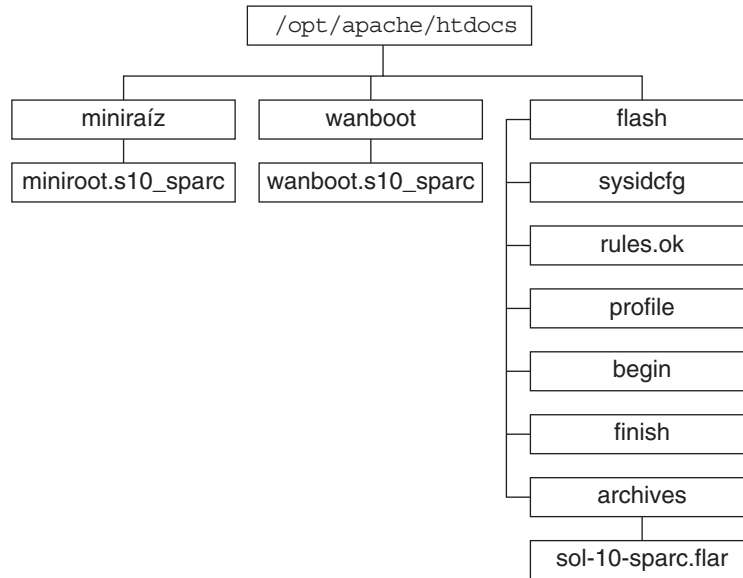 /opt/apache/htdocs
miniraíz
wanboot
flash
miniroot.s10_sparc
wanboot.s10_sparc
sysidcfg
rules.ok
profile
begin
finish
archives
sol-10-sparc.flar